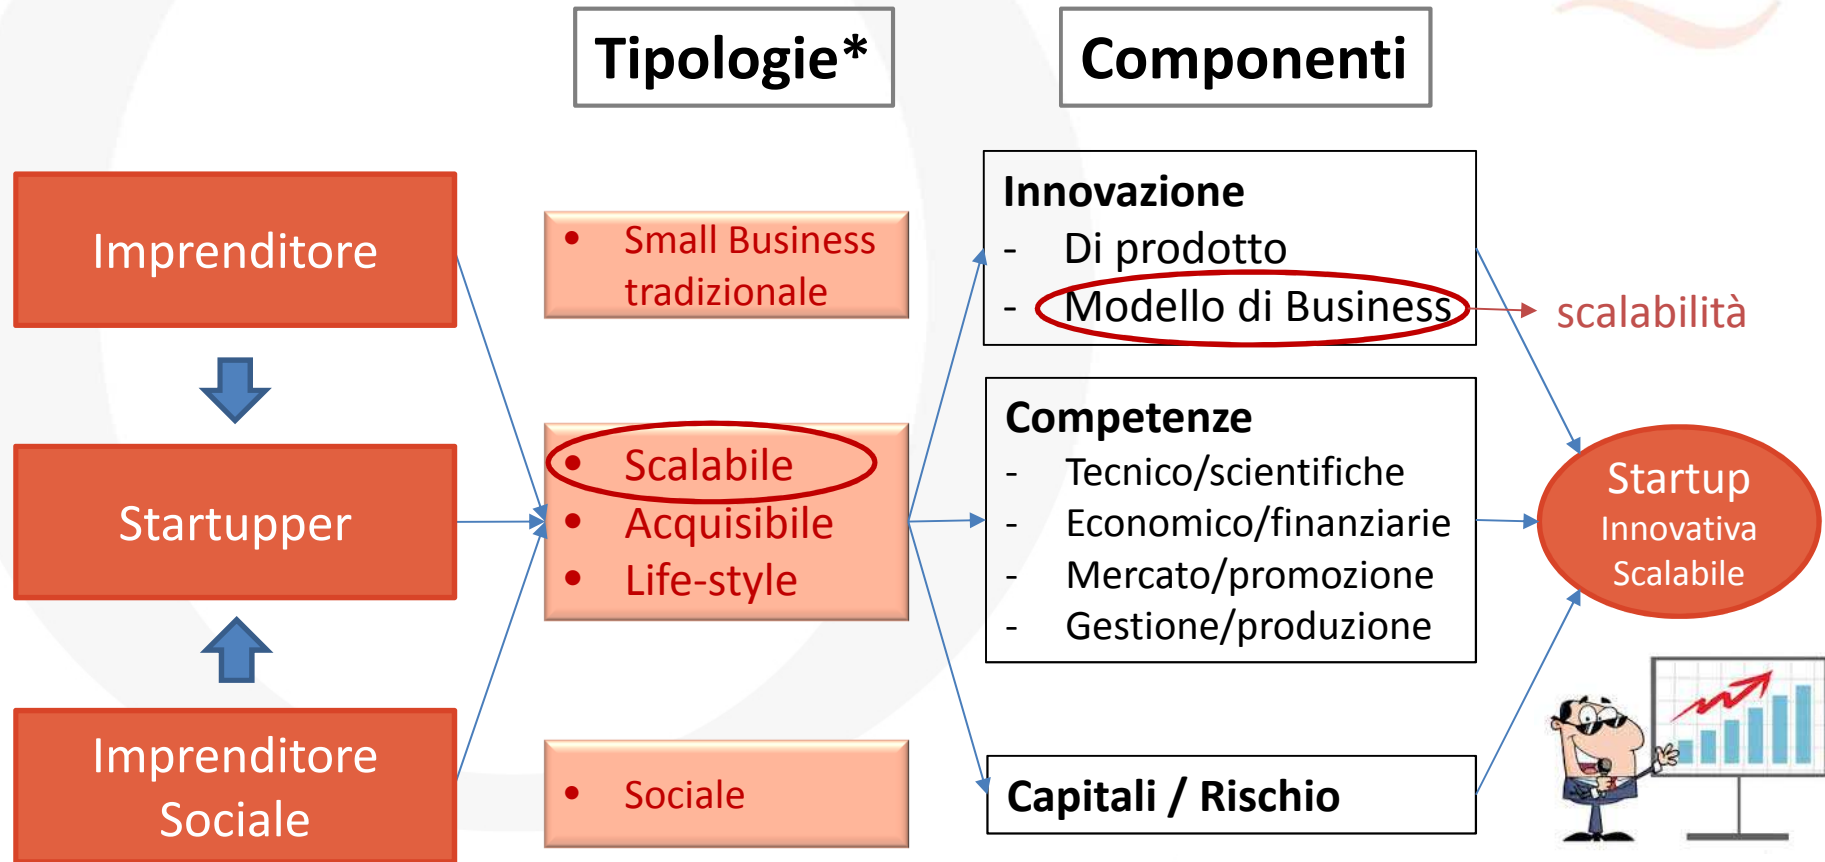 Tipologie*
Componenti
Imprenditore
Startupper
Imprenditore
Sociale
• Small Business
tradizionale
• Scalabile
• Acquisibile
• Life-style
• Sociale
Innovazione
- Di prodotto
- Modello di Business
scalabilità
Competenze
- Tecnico/scientifiche
- Economico/finanziarie
- Mercato/promozione
- Gestione/produzione
Capitali / Rischio
Startup
Innovativa
Scalabile